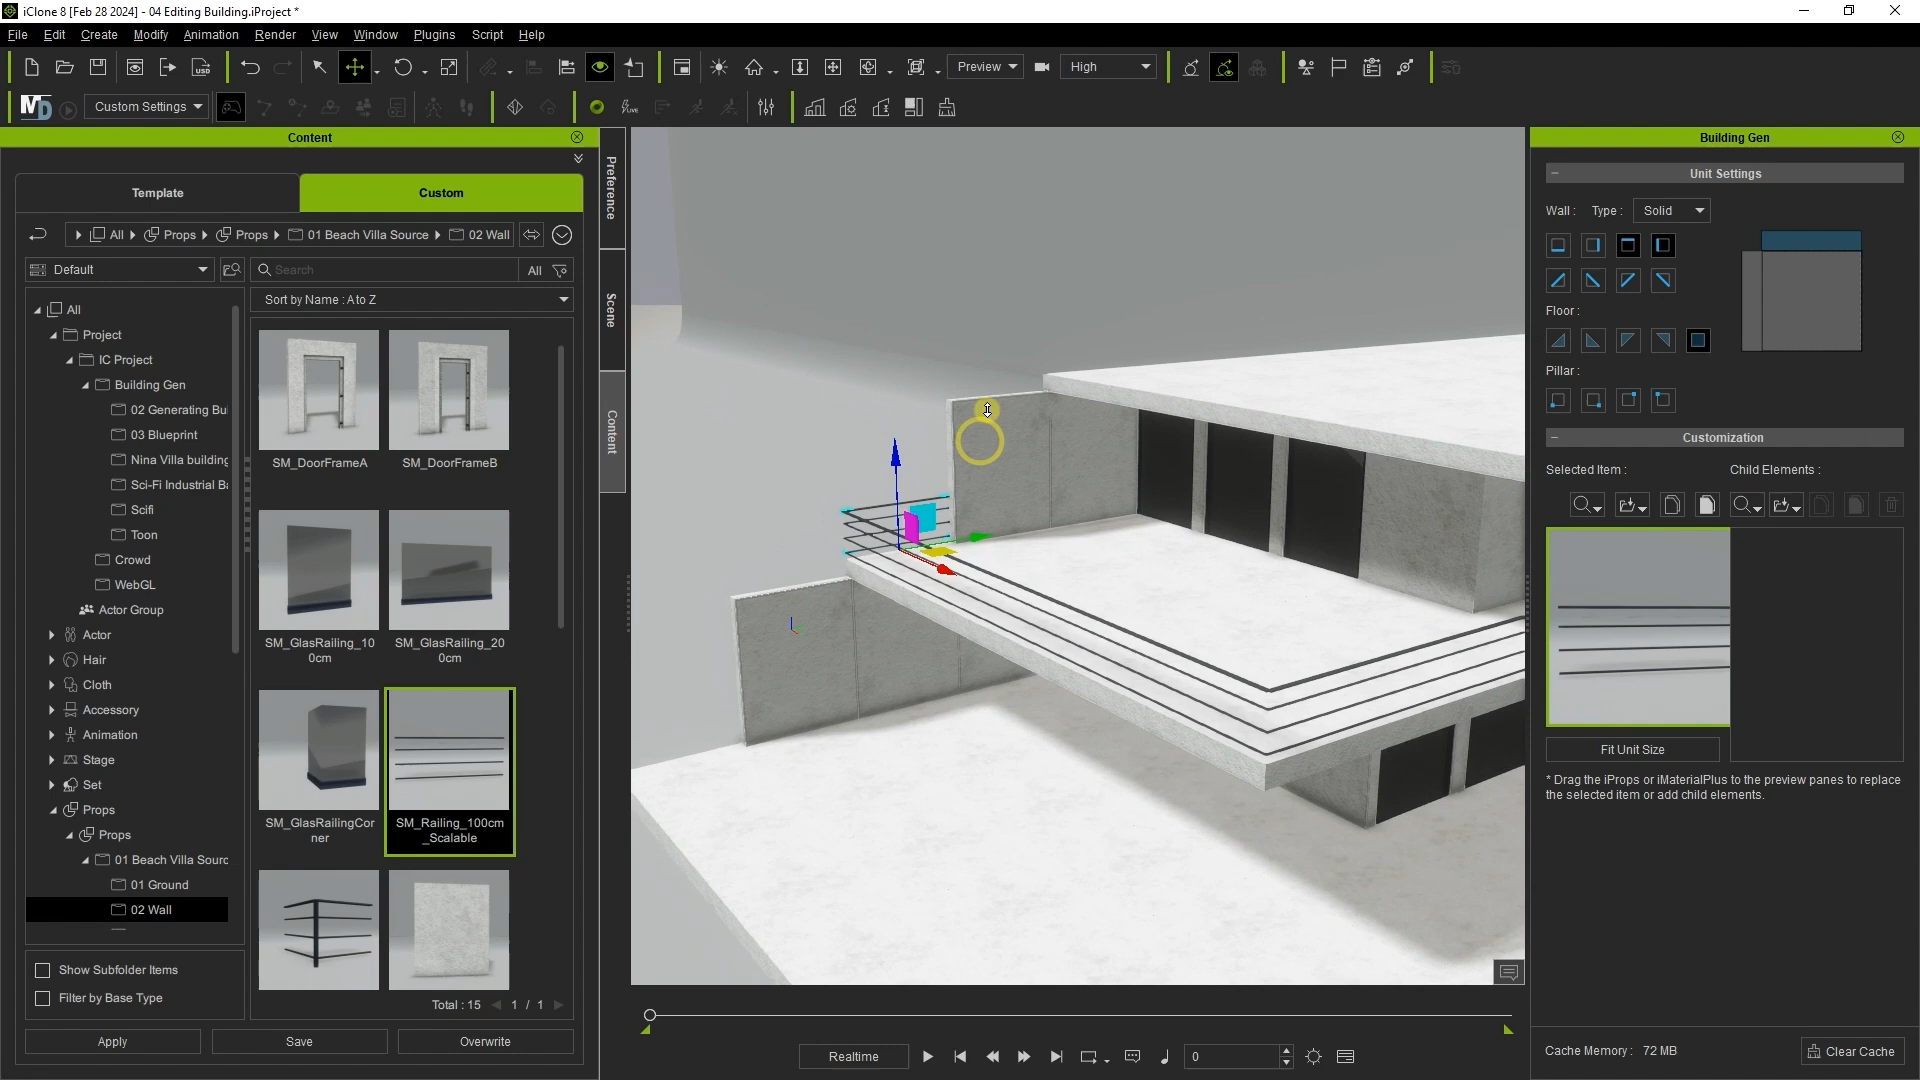 iClone 8 [Feb 28 2024] - 04 Editing Building.iProject *
File Edit Create Modify Animation Render View Window Plugins Script Help
Preview High
MD Custom Settings LIVE
Content
Template Custom
All Props Props 01 Beach Villa Source 02 Wall
Default Search All
Sort by Name : A to Z
All
Project
IC Project
Building Gen
02 Generating Bu
03 Blueprint
Nina Villa building
Sci-Fi Industrial Ba
Scifi
Toon
Crowd
WebGL
Actor Group
Actor
Hair
Cloth
Accessory
Animation
Stage
Set
Props
Props
01 Beach Villa Sourc
01 Ground
02 Wall
SM_DoorFrameA
SM_DoorFrameB
SM_GlasRailing_10
0cm
SM_GlasRailing_20
0cm
SM_GlasRailingCor
ner
SM_Railing_100cm
_Scalable
Show Subfolder Items
Filter by Base Type
Total : 15 1 / 1
Apply Save Overwrite
Preference
Scene
Content
Realtime 0
Building Gen
Unit Settings
Wall : Type : Solid
Floor :
Pillar :
Customization
Selected Item : Child Elements :
Fit Unit Size
* Drag the iProps or iMaterialPlus to the preview panes to replace
the selected item or add child elements.
Cache Memory : 72 MB Clear Cache